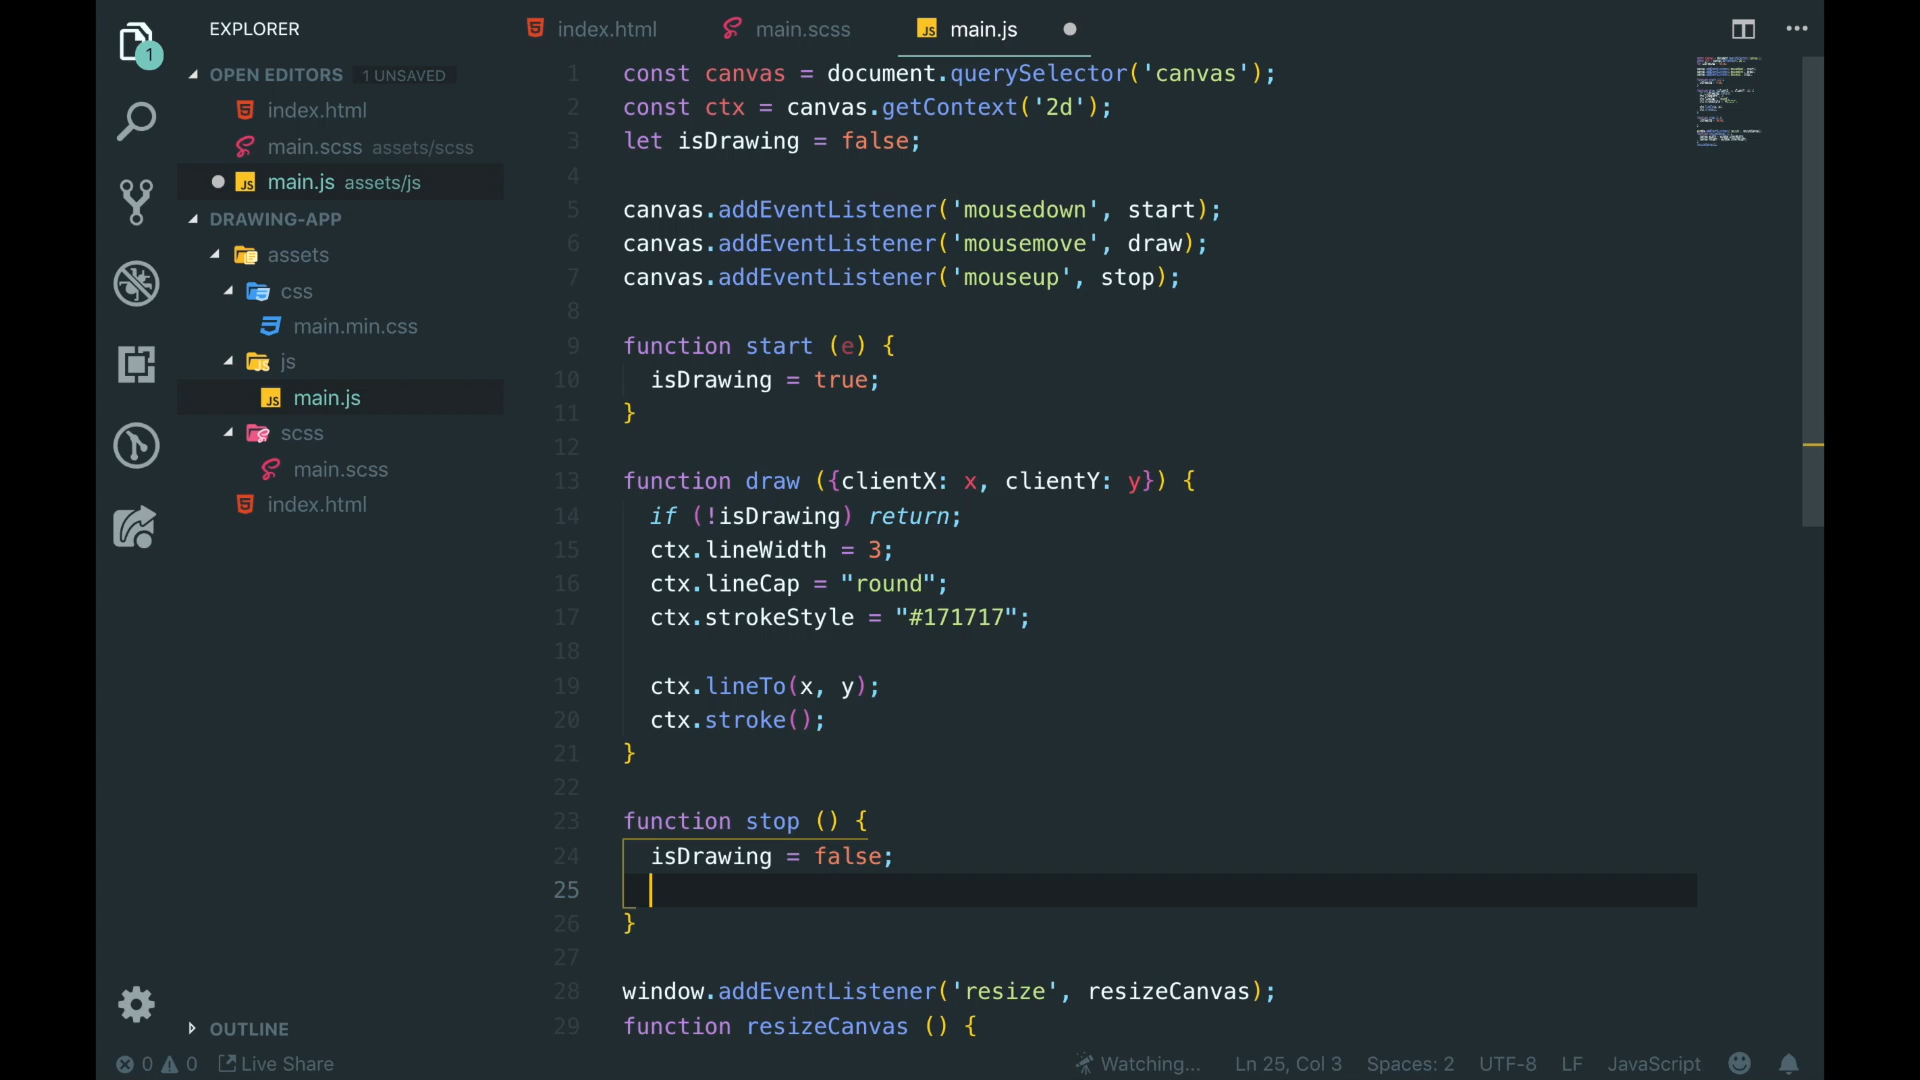 EXPLORER
index.html
main.scss
main.js
1
OPEN EDITORS 1 UNSAVED
index.html
main.scss assets/scss
main.js assets/js
DRAWING-APP
assets
css
main.min.css
js
main.js
scss
main.scss
index.html
OUTLINE
1 const canvas = document.querySelector('canvas');
2 const ctx = canvas.getContext('2d');
3 let isDrawing = false;
4
5 canvas.addEventListener('mousedown', start);
6 canvas.addEventListener('mousemove', draw);
7 canvas.addEventListener('mouseup', stop);
8
9 function start (e) {
10 isDrawing = true;
11 }
12
13 function draw ({clientX: x, clientY: y}) {
14 if (!isDrawing) return;
15 ctx.lineWidth = 3;
16 ctx.lineCap = "round";
17 ctx.strokeStyle = "#171717";
18
19 ctx.lineTo(x, y);
20 ctx.stroke();
21 }
22
23 function stop () {
24 isDrawing = false;
25
26 }
27
28 window.addEventListener('resize', resizeCanvas);
29 function resizeCanvas () {
0 0 Live Share
Watching... Ln 25, Col 3 Spaces: 2 UTF-8 LF JavaScript